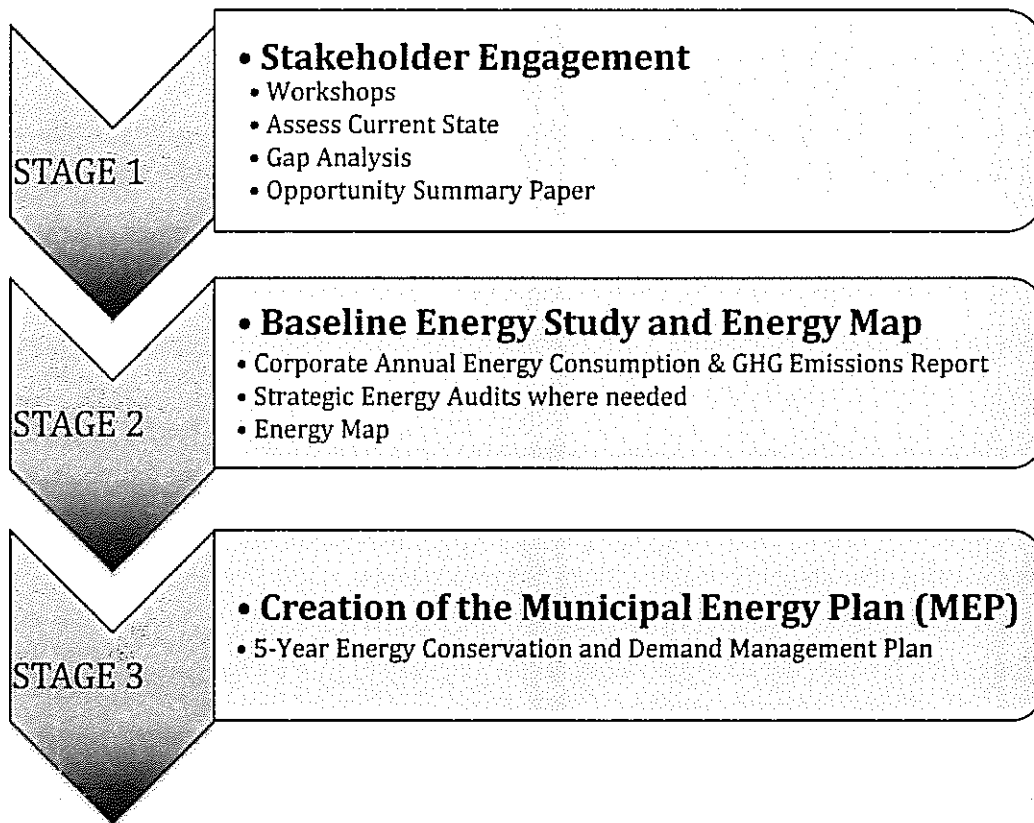 STAGE 1
• Stakeholder Engagement
• Workshops
• Assess Current State
• Gap Analysis
• Opportunity Summary Paper
STAGE 2
• Baseline Energy Study and Energy Map
• Corporate Annual Energy Consumption & GHG Emissions Report
• Strategic Energy Audits where needed
• Energy Map
STAGE 3
• Creation of the Municipal Energy Plan (MEP)
• 5-Year Energy Conservation and Demand Management Plan